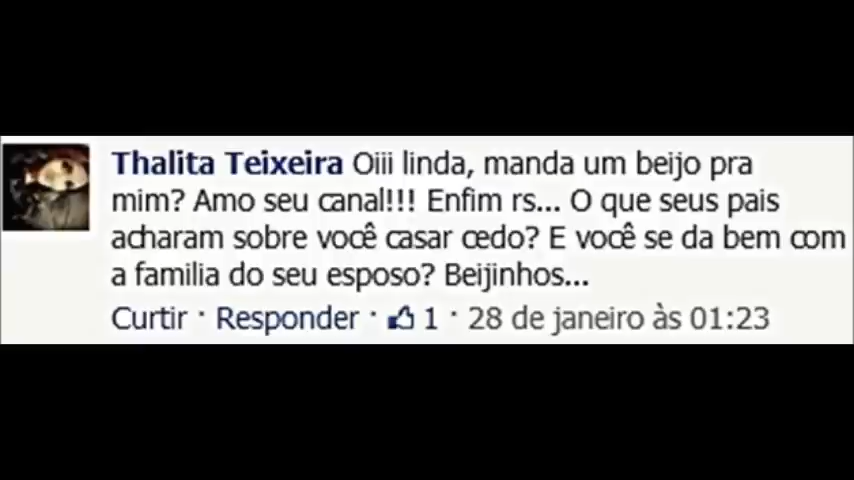 Thalita Teixeira Oiii linda, manda um beijo pra
mim? Amo seu canal!!! Enfim rs... O que seus pais
acharam sobre você casar cedo? E você se da bem com
a familia do seu esposo? Beijinhos...
Curtir · Responder · 1 · 28 de janeiro às 01:23